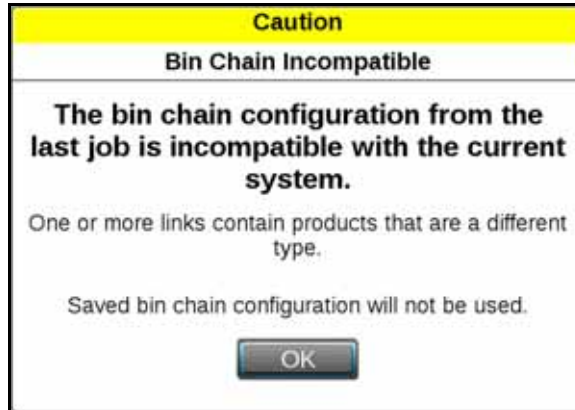 Caution
Bin Chain Incompatible
The bin chain configuration from the
last job is incompatible with the current
system.
One or more links contain products that are a different
type.
Saved bin chain configuration will not be used.
OK